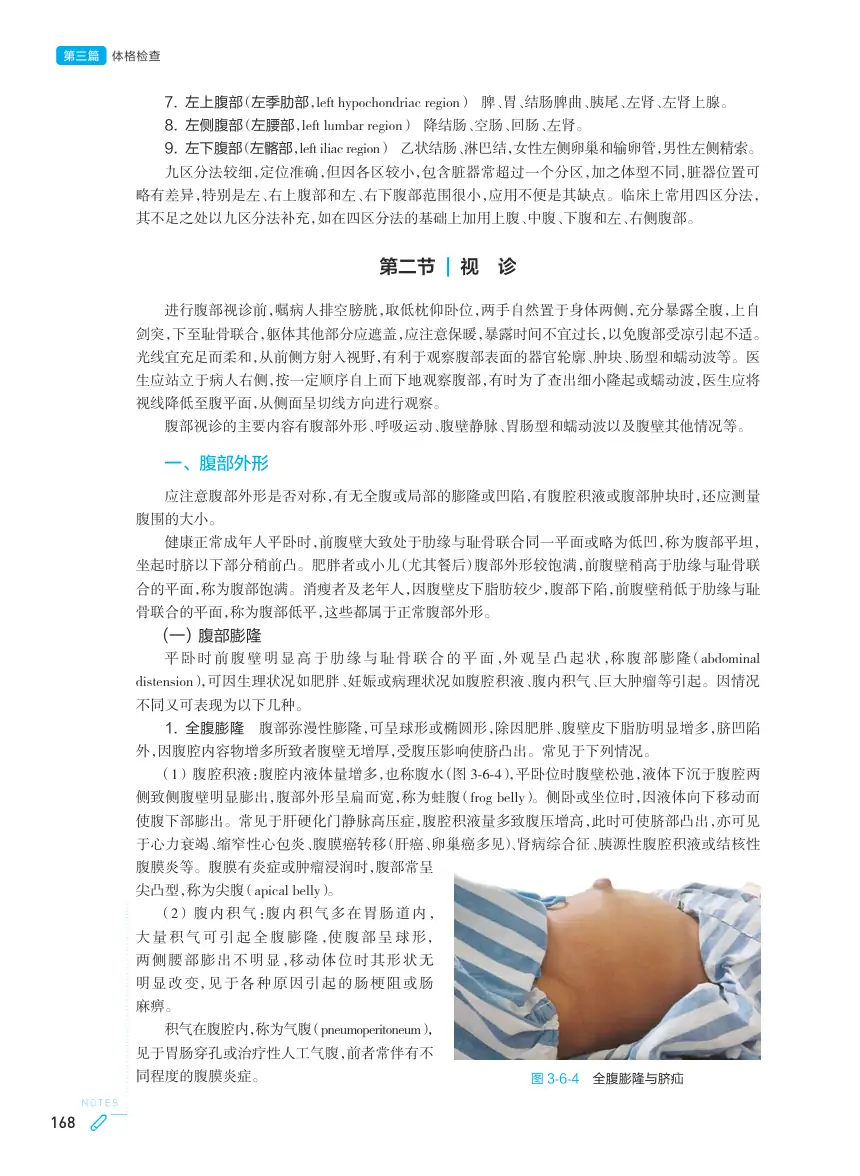 第三篇 体格检查
7. 左上腹部(左季肋部,left hypochondriac region) 脾、胃、结肠脾曲、胰尾、左肾、左肾上腺。
8. 左侧腹部(左腰部,left lumbar region) 降结肠、空肠、回肠、左肾。
9. 左下腹部(左髂部,left iliac region) 乙状结肠、淋巴结,女性左侧卵巢和输卵管,男性左侧精索。
九区分法较细,定位准确,但因各区较小,包含脏器常超过一个分区,加之体型不同,脏器位置可
略有差异,特别是左、右上腹部和左、右下腹部范围很小,应用不便是其缺点。临床上常用四区分法,
其不足之处以九区分法补充,如在四区分法的基础上加用上腹、中腹、下腹和左、右侧腹部。
第二节 | 视 诊
进行腹部视诊前,嘱病人排空膀胱,取低枕仰卧位,两手自然置于身体两侧,充分暴露全腹,上自
剑突,下至耻骨联合,躯体其他部分应遮盖,应注意保暖,暴露时间不宜过长,以免腹部受凉引起不适。
光线宜充足而柔和,从前侧方射入视野,有利于观察腹部表面的器官轮廓、肿块、肠型和蠕动波等。医
生应站立于病人右侧,按一定顺序自上而下地观察腹部,有时为了查出细小隆起或蠕动波,医生应将
视线降低至腹平面,从侧面呈切线方向进行观察。
腹部视诊的主要内容有腹部外形、呼吸运动、腹壁静脉、胃肠型和蠕动波以及腹壁其他情况等。
一、腹部外形
应注意腹部外形是否对称,有无全腹或局部的膨隆或凹陷,有腹腔积液或腹部肿块时,还应测量
腹围的大小。
健康正常成年人平卧时,前腹壁大致处于肋缘与耻骨联合同一平面或略为低凹,称为腹部平坦,
坐起时脐以下部分稍前凸。肥胖者或小儿(尤其餐后)腹部外形较饱满,前腹壁稍高于肋缘与耻骨联
合的平面,称为腹部饱满。消瘦者及老年人,因腹壁皮下脂肪较少,腹部下陷,前腹壁稍低于肋缘与耻
骨联合的平面,称为腹部低平,这些都属于正常腹部外形。
(一)腹部膨隆
平卧时前腹壁明显高于肋缘与耻骨联合的平面,外观呈凸起状,称腹部膨隆(abdominal
distension),可因生理状况如肥胖、妊娠或病理状况如腹腔积液、腹内积气、巨大肿瘤等引起。因情况
不同又可表现为以下几种。
1. 全腹膨隆 腹部弥漫性膨隆,可呈球形或椭圆形,除因肥胖、腹壁皮下脂肪明显增多,脐凹陷
外,因腹腔内容物增多所致者腹壁无增厚,受腹压影响使脐凸出。常见于下列情况。
(1)腹腔积液:腹腔内液体量增多,也称腹水(图 3-6-4),平卧位时腹壁松弛,液体下沉于腹腔两
侧致侧腹壁明显膨出,腹部外形呈扁而宽,称为蛙腹(frog belly)。侧卧或坐位时,因液体向下移动而
使腹下部膨出。常见于肝硬化门静脉高压症,腹腔积液量多致腹压增高,此时可使脐部凸出,亦可见
于心力衰竭、缩窄性心包炎、腹膜癌转移(肝癌、卵巢癌多见)、肾病综合征、胰源性腹腔积液或结核性
腹膜炎等。腹膜有炎症或肿瘤浸润时,腹部常呈
尖凸型,称为尖腹(apical belly)。
(2)腹内积气:腹内积气多在胃肠道内,
大量积气可引起全腹膨隆,使腹部呈球形,
两侧腰部膨出不明显,移动体位时其形状无
明显改变,见于各种原因引起的肠梗阻或肠
麻痹。
积气在腹腔内,称为气腹(pneumoperitoneum),
见于胃肠穿孔或治疗性人工气腹,前者常伴有不
同程度的腹膜炎症。
图 3-6-4 全腹膨隆与脐疝
NOTES
168